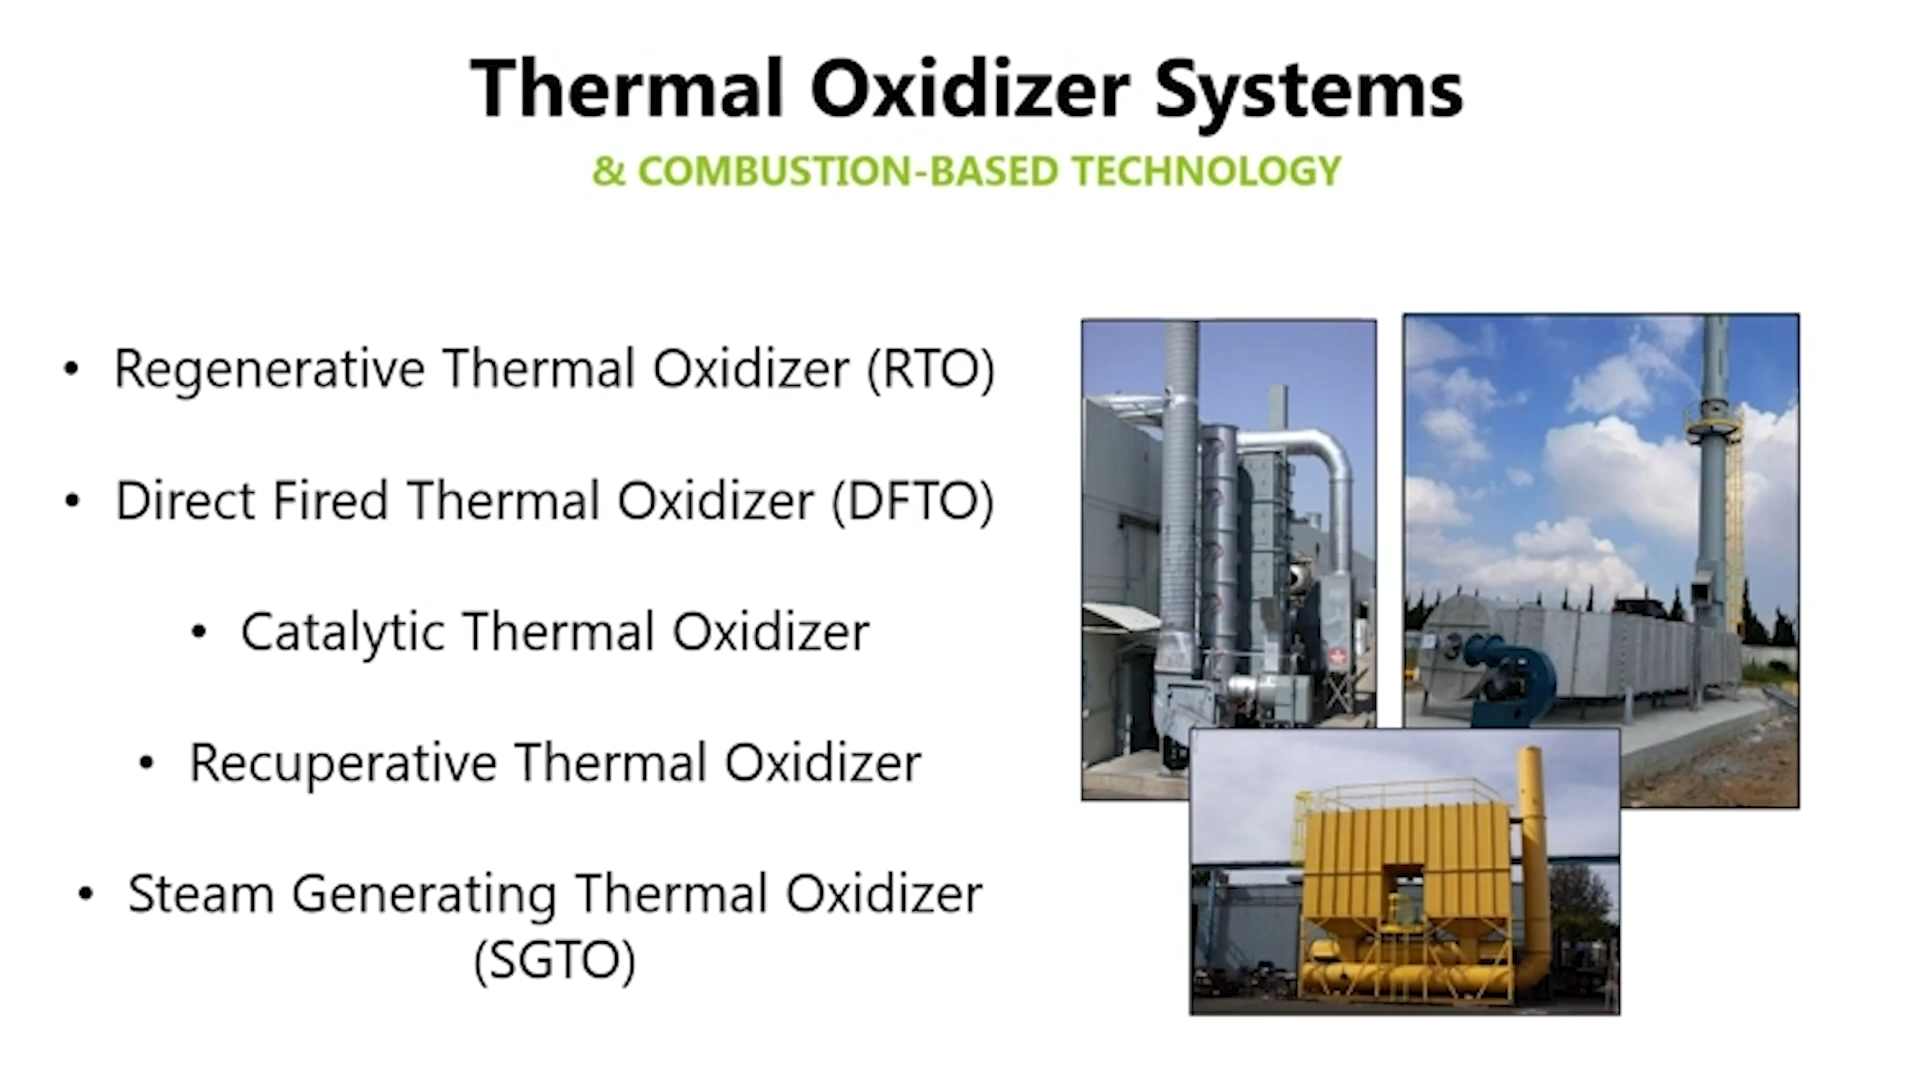 Thermal Oxidizer Systems
& COMBUSTION-BASED TECHNOLOGY
• Regenerative Thermal Oxidizer (RTO)
• Direct Fired Thermal Oxidizer (DFTO)
• Catalytic Thermal Oxidizer
• Recuperative Thermal Oxidizer
• Steam Generating Thermal Oxidizer
(SGTO)